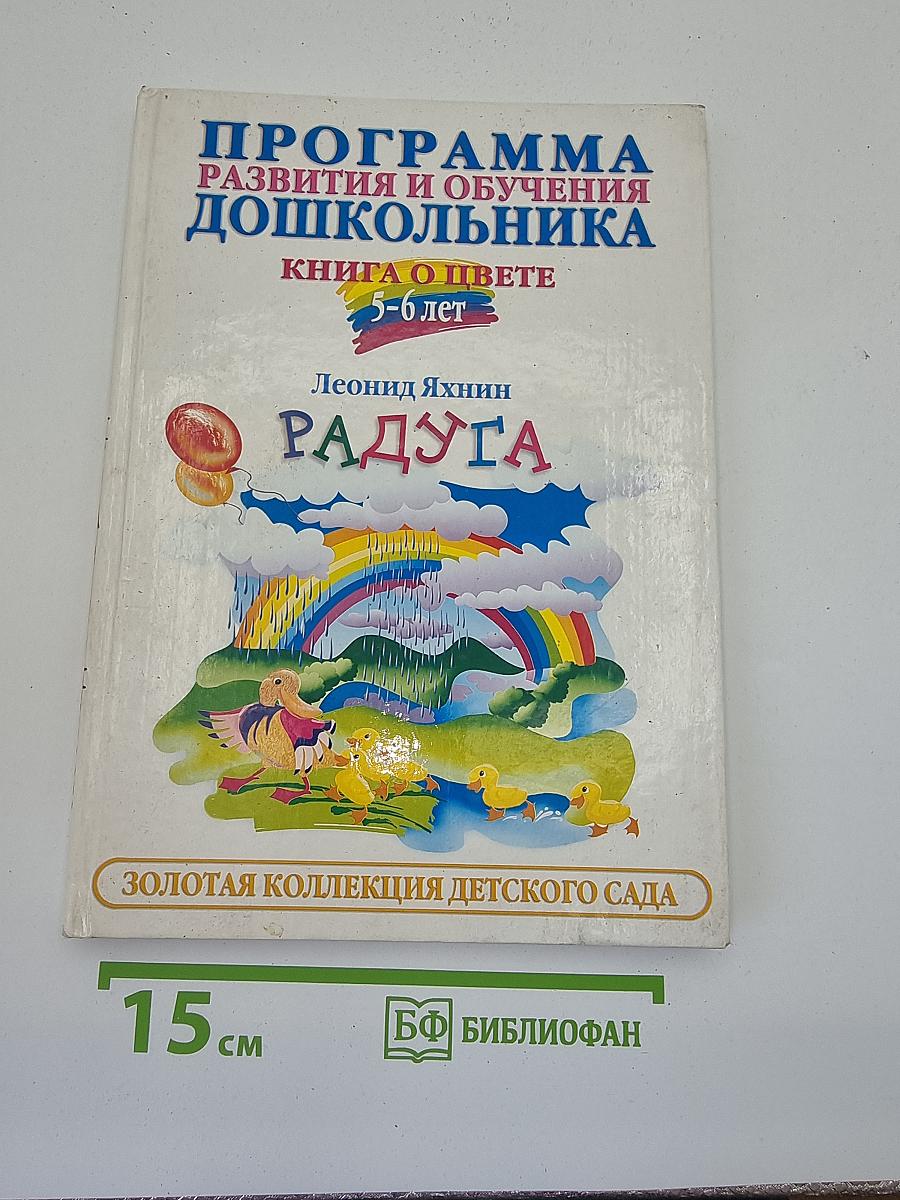 ПРОГРАММА
РАЗВИТИЯ И ОБУЧЕНИЯ
ДОШКОЛЬНИКА
КНИГА О ЦВЕТЕ
5-6 лет
Леонид Яхнин
РАДУГА
ЗОЛОТАЯ КОЛЛЕКЦИЯ ДЕТСКОГО САДА
15 см
БФ БИБЛИОФАН